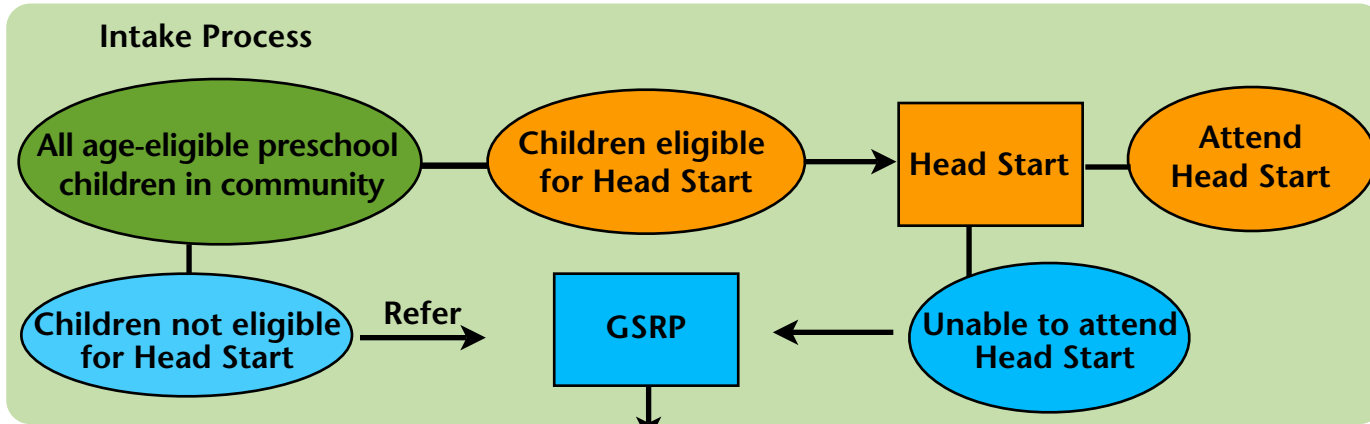 Intake Process
All age-eligible preschool
children in community
Children eligible
for Head Start
Head Start
Attend
Head Start
Children not eligible
for Head Start
Refer
GSRP
Unable to attend
Head Start